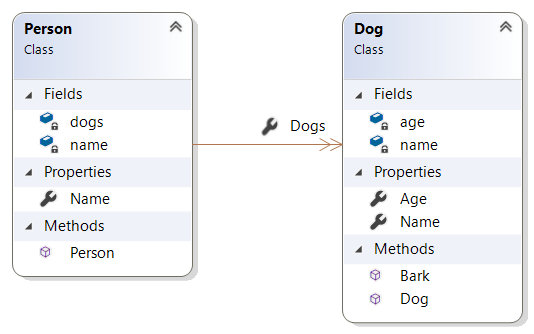 Person
Class
Fields
dogs
name
Properties
Name
Methods
Person
Dogs
Dog
Class
Fields
age
name
Properties
Age
Name
Methods
Bark
Dog